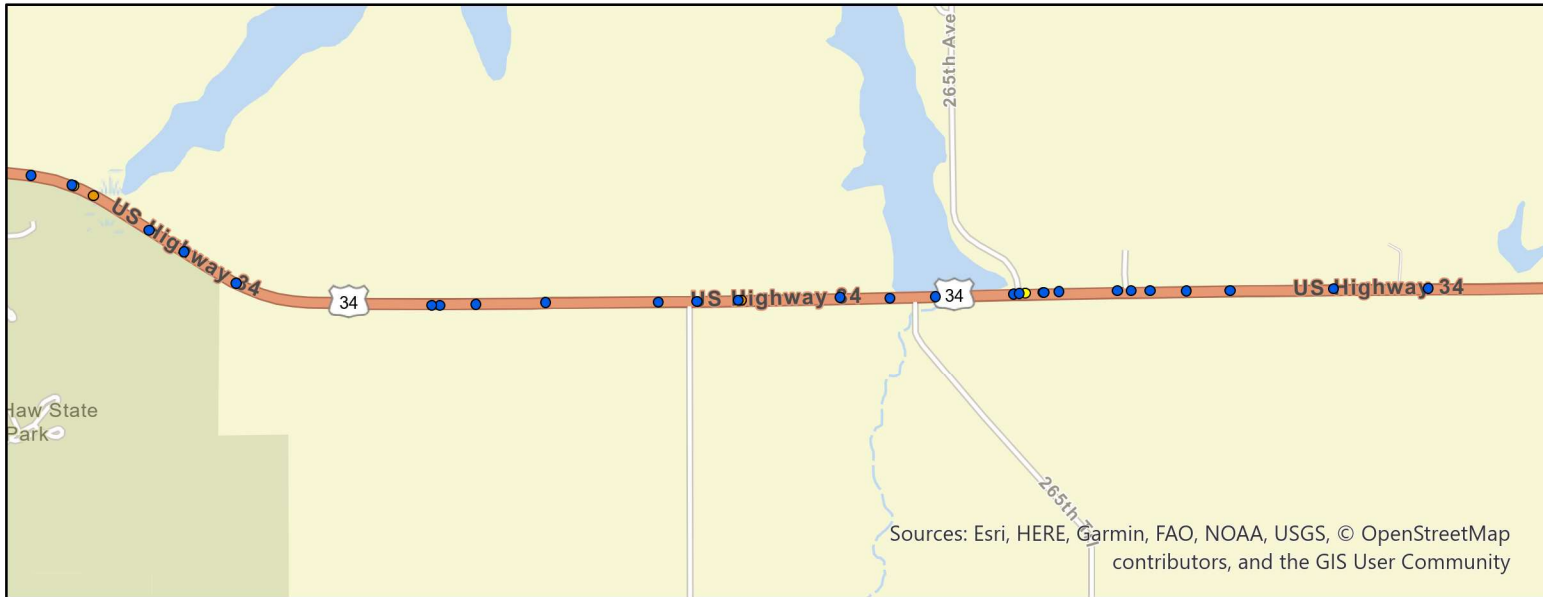 265th Ave
US Highway 34
34
US Highway 34
34
US Highway 34
Haw State
Park
265th Trl
Sources: Esri, HERE, Garmin, FAO, NOAA, USGS, © OpenStreetMap
contributors, and the GIS User Community